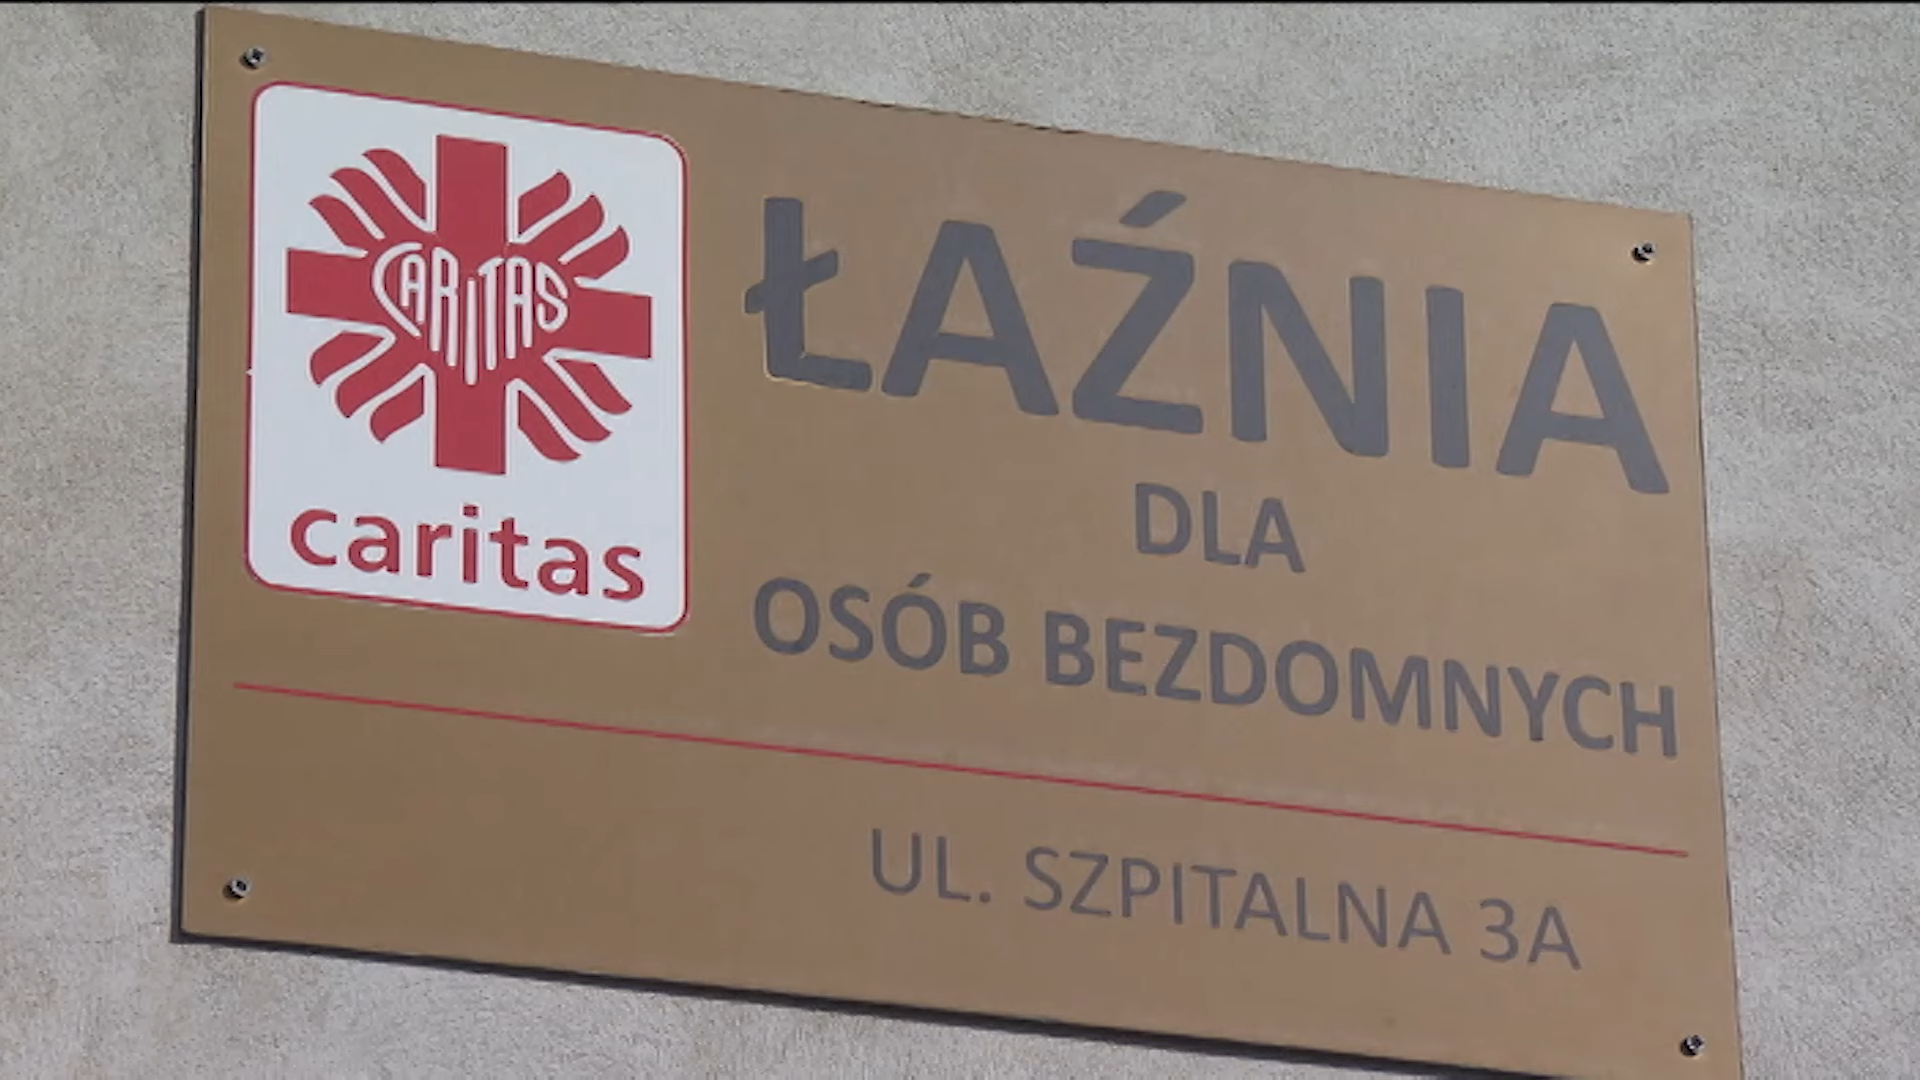 CARITAS
caritas
ŁAŹNIA
DLA
OSÓB BEZDOMNYCH
UL. SZPITALNA 3A